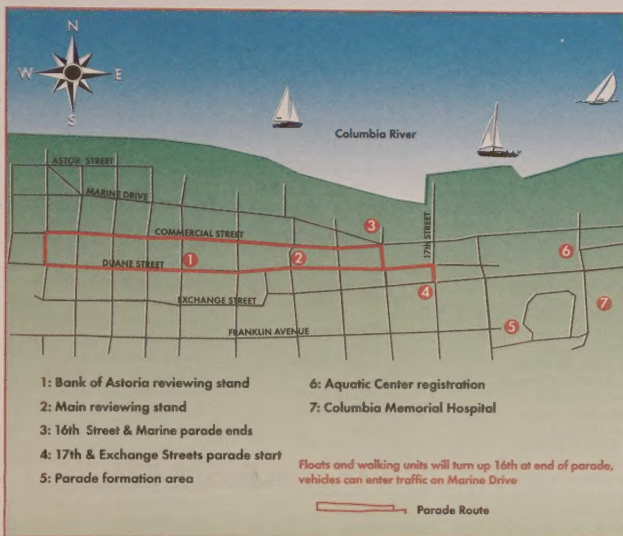 N
W E
S
Columbia River
ASTOR STREET
MARINE DRIVE
COMMERCIAL STREET
17th STREET
DUANE STREET
EXCHANGE STREET
FRANKLIN AVENUE
1
2
3
4
5
6
7
1: Bank of Astoria reviewing stand
2: Main reviewing stand
3: 16th Street & Marine parade ends
4: 17th & Exchange Streets parade start
5: Parade formation area
6: Aquatic Center registration
7: Columbia Memorial Hospital
Floats and walking units will turn up 16th at end of parade,
vehicles can enter traffic on Marine Drive
Parade Route